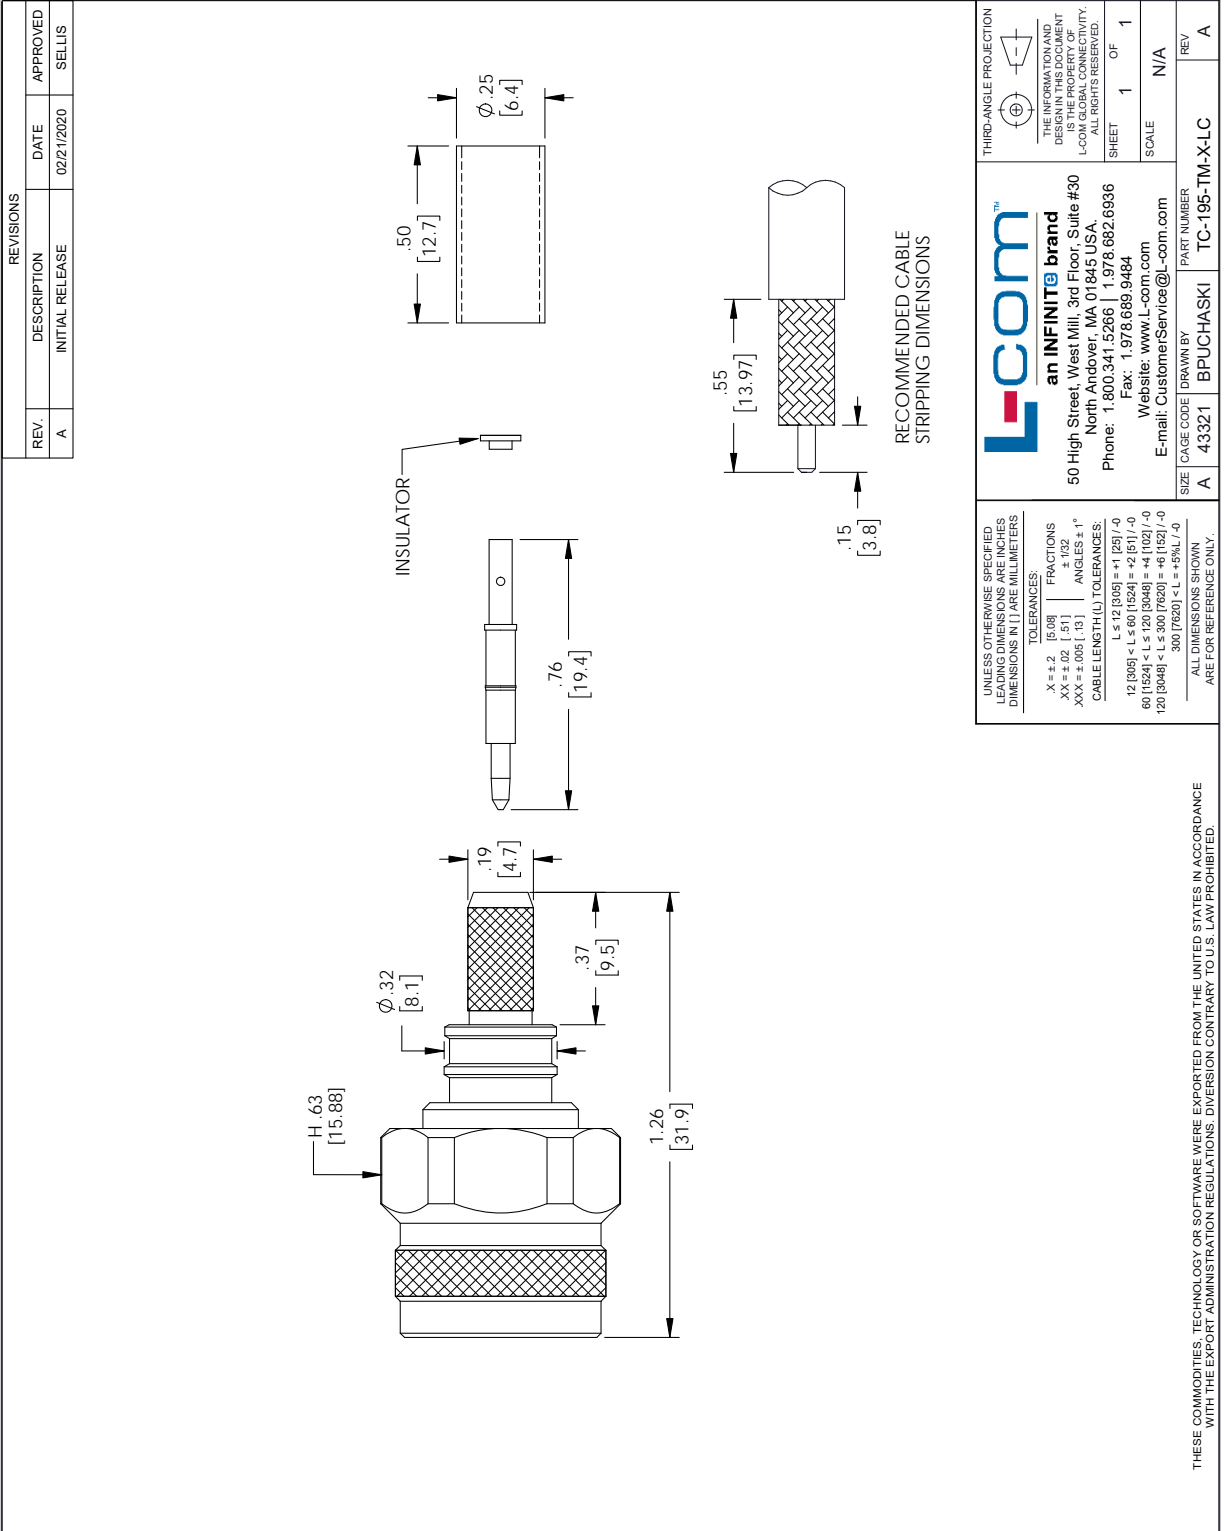 REVISIONS
REV. DESCRIPTION DATE APPROVED
A INITIAL RELEASE 02/21/2020 SELLIS
H .63
[15.88]
Ø.32
[8.1]
.19
[4.7]
.37
[9.5]
1.26
[31.9]
INSULATOR
.76
[19.4]
.50
[12.7]
Ø.25
[6.4]
.55
[13.97]
.15
[3.8]
RECOMMENDED CABLE
STRIPPING DIMENSIONS
UNLESS OTHERWISE SPECIFIED
LEADING DIMENSIONS ARE INCHES
DIMENSIONS IN [ ] ARE MILLIMETERS
TOLERANCES:
.X = ± .2 [5.08] FRACTIONS
.XX = ± .02 [ .51] ± 1/32
.XXX = ± .005 [ .13 ] ANGLES ± 1°
CABLE LENGTH (L) TOLERANCES:
L ≤ 12 [305] = +1 [25] / -0
12 [305] < L ≤ 60 [1524] = +2 [51] / -0
60 [1524] < L ≤ 120 [3048] = +4 [102] / -0
120 [3048] < L ≤ 300 [7620] = +6 [152] / -0
300 [7620] < L = +5%L / -0
ALL DIMENSIONS SHOWN
ARE FOR REFERENCE ONLY.
L-com™
an INFINITe brand
50 High Street, West Mill, 3rd Floor, Suite #30
North Andover, MA 01845 USA.
Phone: 1.800.341.5266 | 1.978.682.6936
Fax: 1.978.689.9484
Website: www.L-com.com
E-mail: CustomerService@L-com.com
THIRD-ANGLE PROJECTION
THE INFORMATION AND
DESIGN IN THIS DOCUMENT
IS THE PROPERTY OF
L-COM GLOBAL CONNECTIVITY.
ALL RIGHTS RESERVED.
SHEET 1 OF 1
SCALE N/A
SIZE CAGE CODE DRAWN BY PART NUMBER REV
A 43321 BPUCHASKI TC-195-TM-X-LC A
THESE COMMODITIES, TECHNOLOGY OR SOFTWARE WERE EXPORTED FROM THE UNITED STATES IN ACCORDANCE
WITH THE EXPORT ADMINISTRATION REGULATIONS. DIVERSION CONTRARY TO U.S. LAW PROHIBITED.